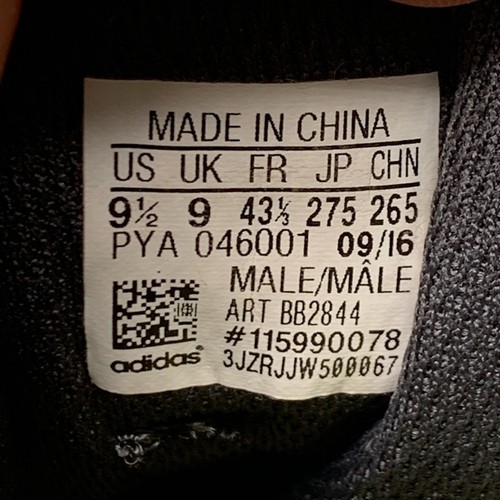 MADE IN CHINA
US UK FR JP CHN
9½ 9 43⅓ 275 265
PYA 046001 09/16
MALE/MÂLE
ART BB2844
#115990078
adidas® 3JZRJJW500067